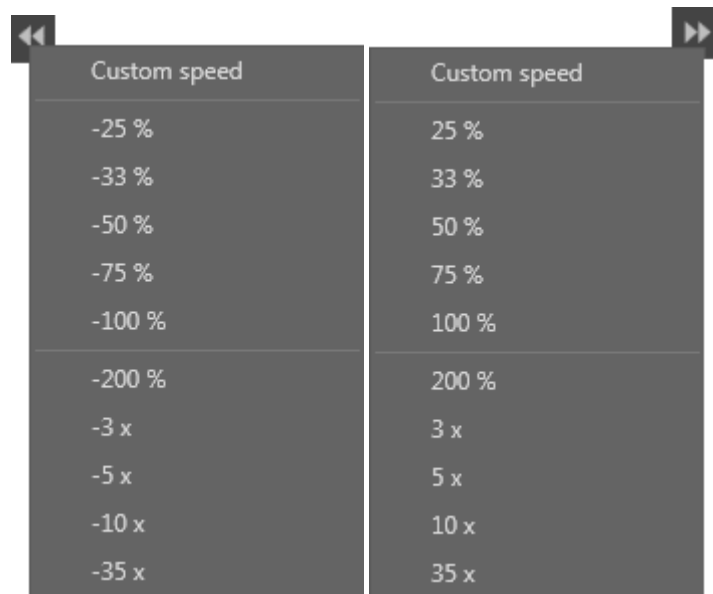 Custom speed
-25 %
-33 %
-50 %
-75 %
-100 %
-200 %
-3 x
-5 x
-10 x
-35 x
Custom speed
25 %
33 %
50 %
75 %
100 %
200 %
3 x
5 x
10 x
35 x